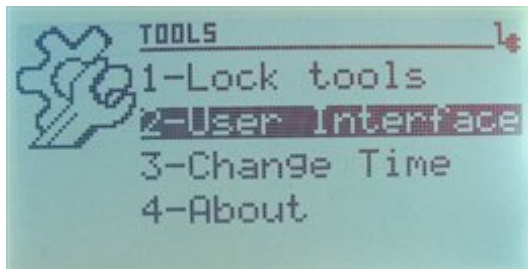 TOOLS
1-Lock tools
2-User Interface
3-Change Time
4-About